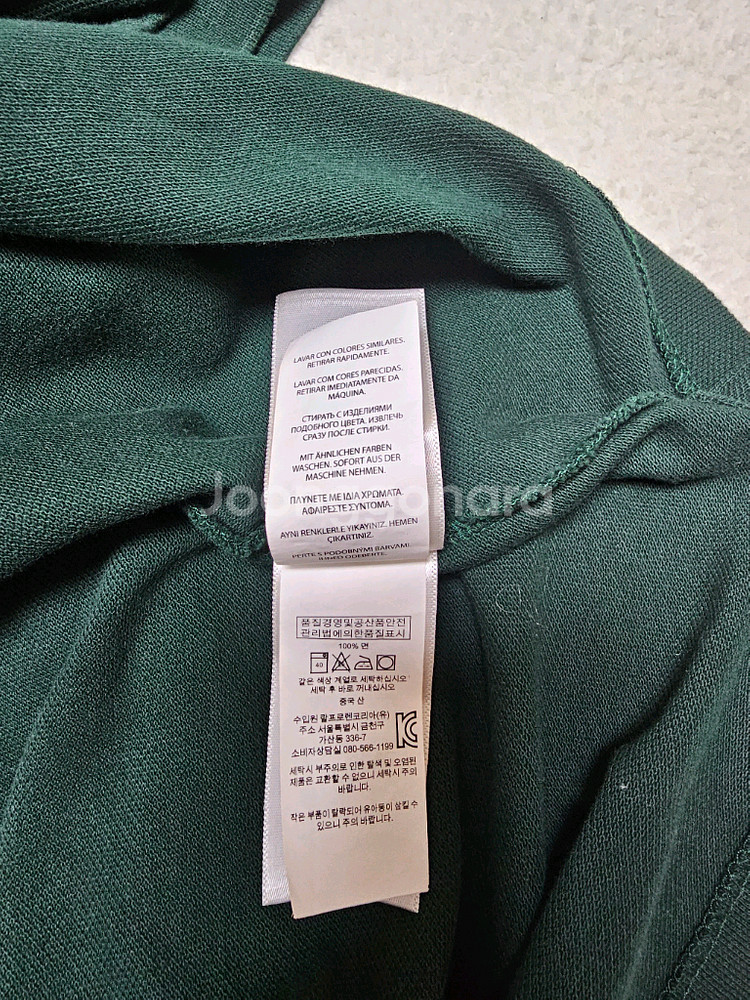 LAVAR CON COLORES SIMILARES.
RETIRAR RAPIDAMENTE.
LAVAR COM CORES PARECIDAS.
RETIRAR IMEDIATAMENTE DA
MÁQUINA.
СТИРАТЬ С ИЗДЕЛИЯМИ
ПОДОБНОГО ЦВЕТА. ИЗВЛЕЧЬ
СРАЗУ ПОСЛЕ СТИРКИ.
MIT ÄHNLICHEN FARBEN
WASCHEN. SOFORT AUS DER
MASCHINE NEHMEN.
ΠΛΥΝΕΤΕ ΜΕ ΙΔΙΑ ΧΡΩΜΑΤΑ.
ΑΦΑΙΡΕΣΤΕ ΣΥΝΤΟΜΑ.
Joonggonara
AYNI RENKLERLE YIKAYINIZ. HEMEN
ÇIKARTINIZ.
PERTE S PODOBNYMI BARVAMI.
IHNED ODEBERTE.
품질경영및공산품안전
관리법에의한품질표시
100% 면
40
같은 색상 계열로 세탁하십시오
세탁 후 바로 꺼내십시오
중국 산
수입원 랄프로렌코리아(유)
주소 서울특별시 금천구
가산동 336-7
소비자상담실 080-566-1199
세탁시 부주의로 인한 탈색 및 오염된
제품은 교환할 수 없으니 세탁시 주의
바랍니다.
작은 부품이 탈락되어 유아동이 삼킬 수
있으니 주의 바랍니다.